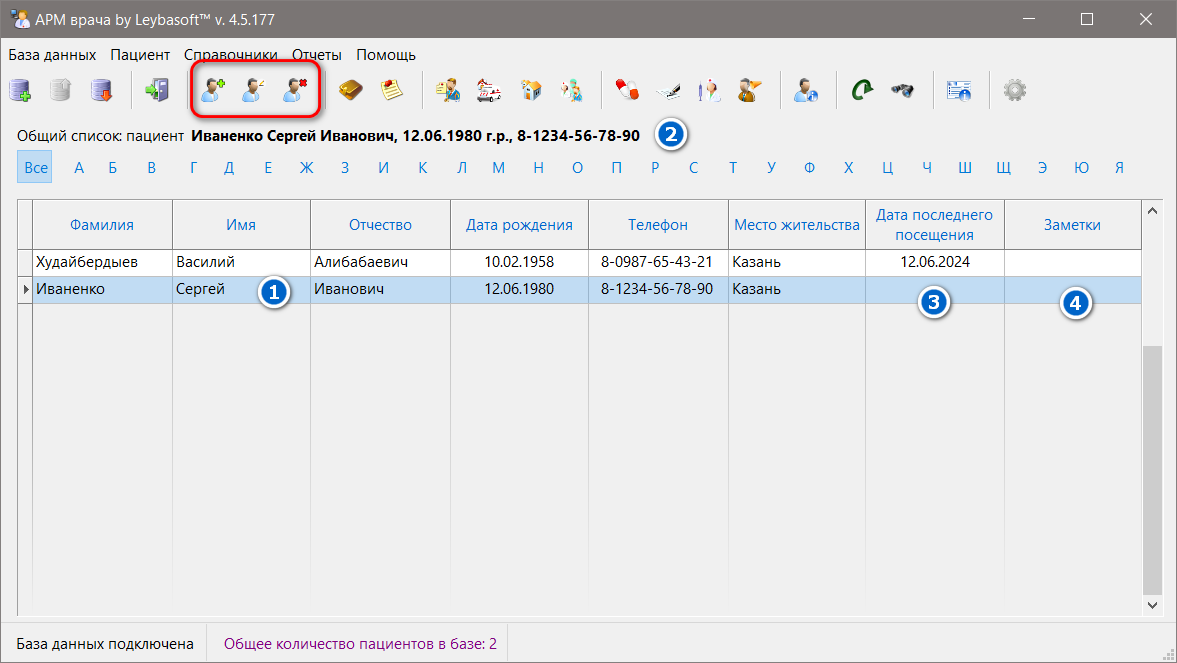 АРМ врача by Leybasoft™ v. 4.5.177
База данных Пациент Справочники Отчеты Помощь
Общий список: пациент Иваненко Сергей Иванович, 12.06.1980 г.р., 8-1234-56-78-90 2
Все А Б В Г Д Е Ж З И К Л М Н О П Р С Т У Ф Х Ц Ч Ш Щ Э Ю Я
Фамилия Имя Отчество Дата рождения Телефон Место жительства Дата последнего посещения Заметки
Худайбердыев Василий Алибабаевич 10.02.1958 8-0987-65-43-21 Казань 12.06.2024
Иваненко Сергей Иванович 12.06.1980 8-1234-56-78-90 Казань
1 3 4
База данных подключена Общее количество пациентов в базе: 2